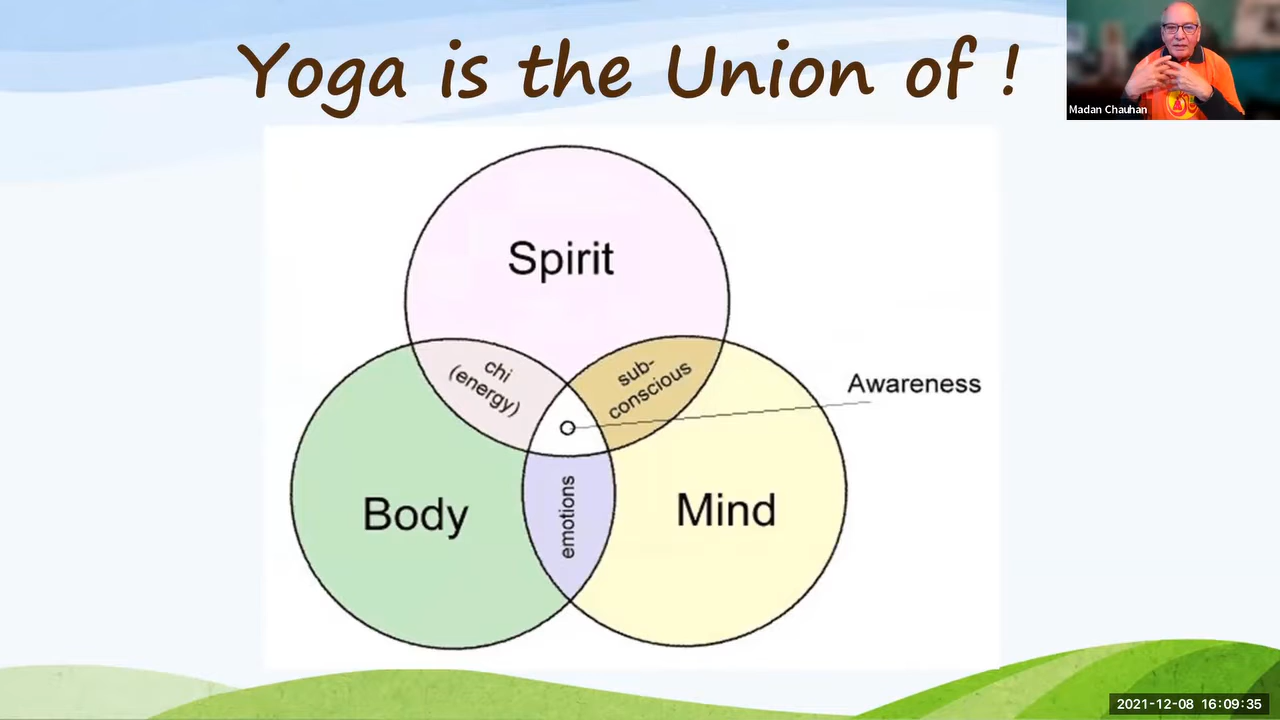 Yoga is the Union of !
Madan Chauhan
Spirit
chi
(energy)
sub-
conscious
Awareness
Body
emotions
Mind
2021-12-08 16:09:35